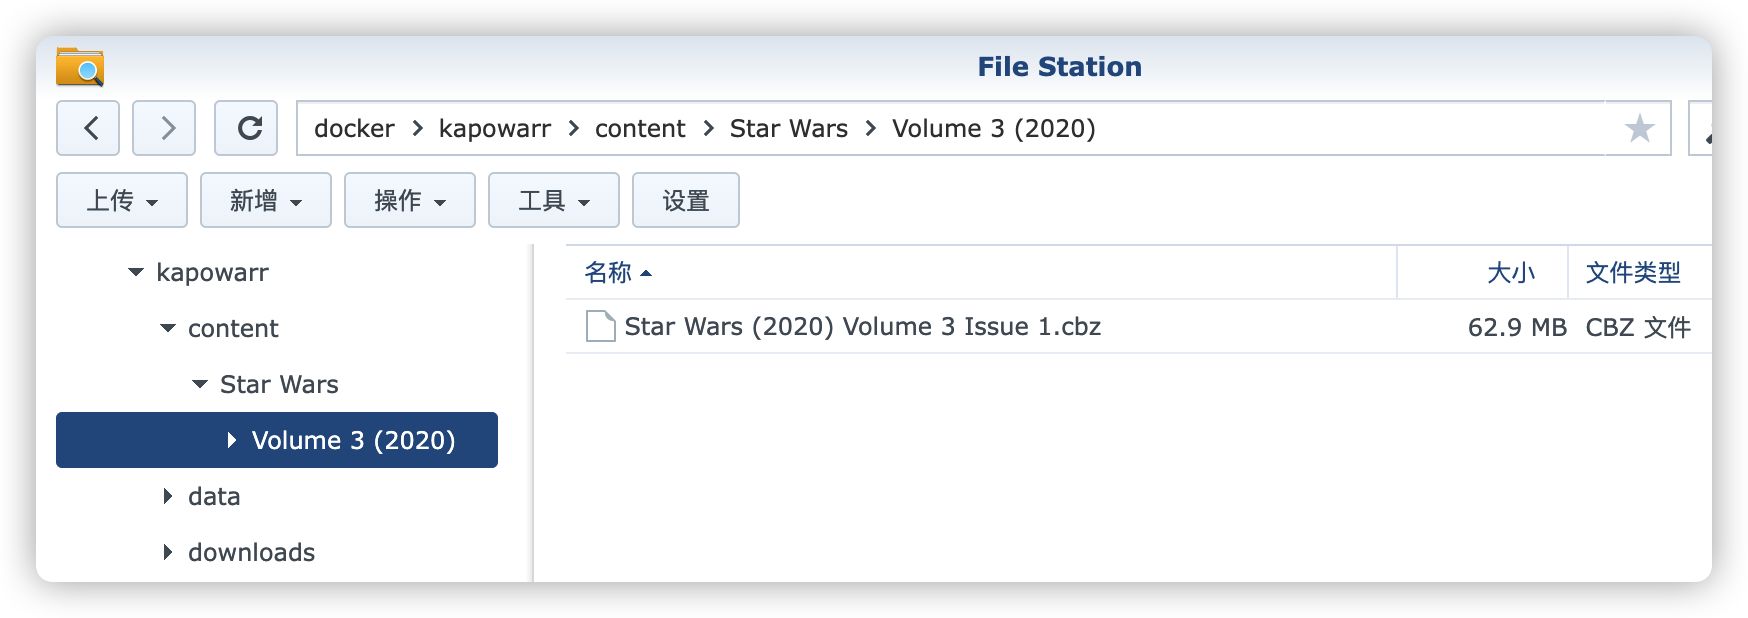 File Station
docker > kapowarr > content > Star Wars > Volume 3 (2020)
上传 新增 操作 工具 设置
kapowarr
content
Star Wars
Volume 3 (2020)
data
downloads
名称 大小 文件类型
Star Wars (2020) Volume 3 Issue 1.cbz 62.9 MB CBZ 文件